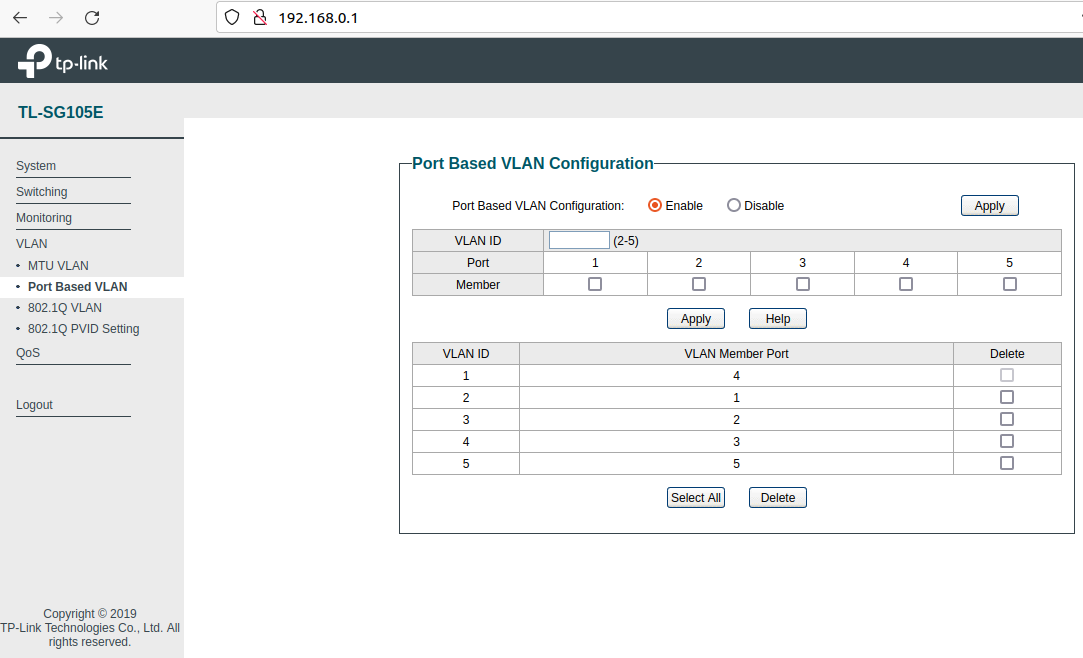 192.168.0.1
tp-link
TL-SG105E
System
Switching
Monitoring
VLAN
• MTU VLAN
• Port Based VLAN
• 802.1Q VLAN
• 802.1Q PVID Setting
QoS
Logout
Copyright © 2019
TP-Link Technologies Co., Ltd. All
rights reserved.
Port Based VLAN Configuration
Port Based VLAN Configuration: Enable Disable Apply
VLAN ID (2-5)
Port 1 2 3 4 5
Member
Apply Help
VLAN ID VLAN Member Port Delete
1 4
2 1
3 2
4 3
5 5
Select All Delete